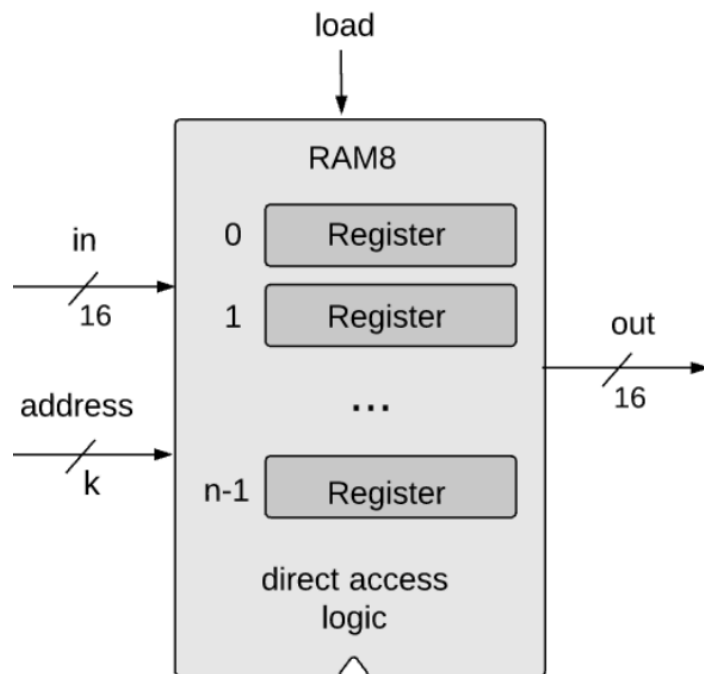 load
RAM8
0 Register
in
16
1 Register
out
16
...
address
k
n-1 Register
direct access
logic